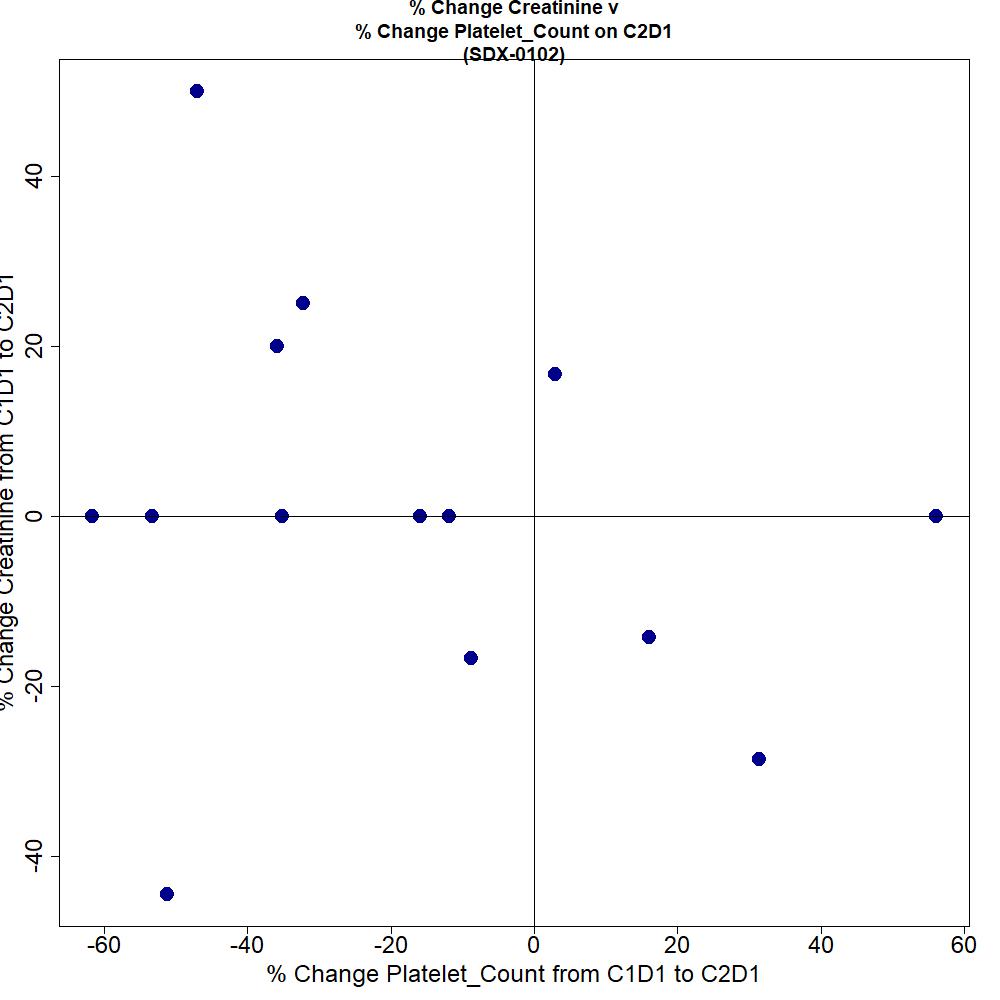 % Change Creatinine v
% Change Platelet_Count on C2D1
(SDX-0102)
% Change Creatinine from C1D1 to C2D1
40
20
0
-20
-40
-60
-40
-20
0
20
40
60
% Change Platelet_Count from C1D1 to C2D1